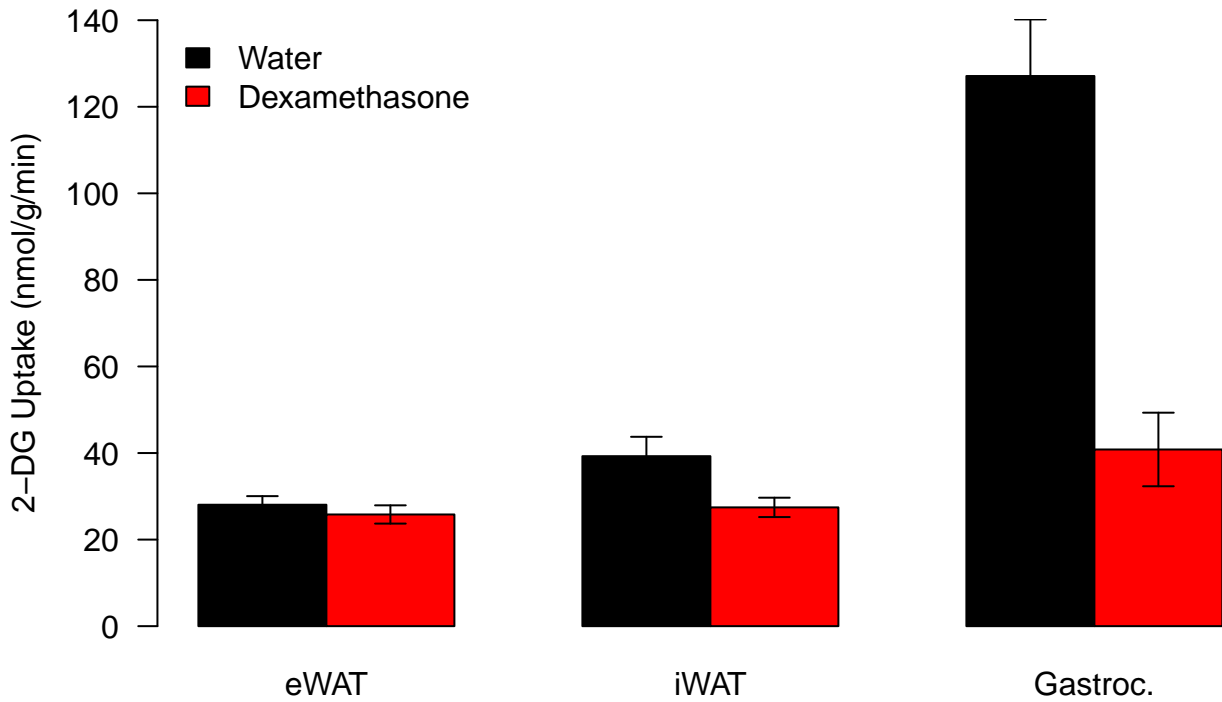 2−DG Uptake (nmol/g/min)
140
120
100
80
60
40
20
0
Water
Dexamethasone
eWAT
iWAT
Gastroc.